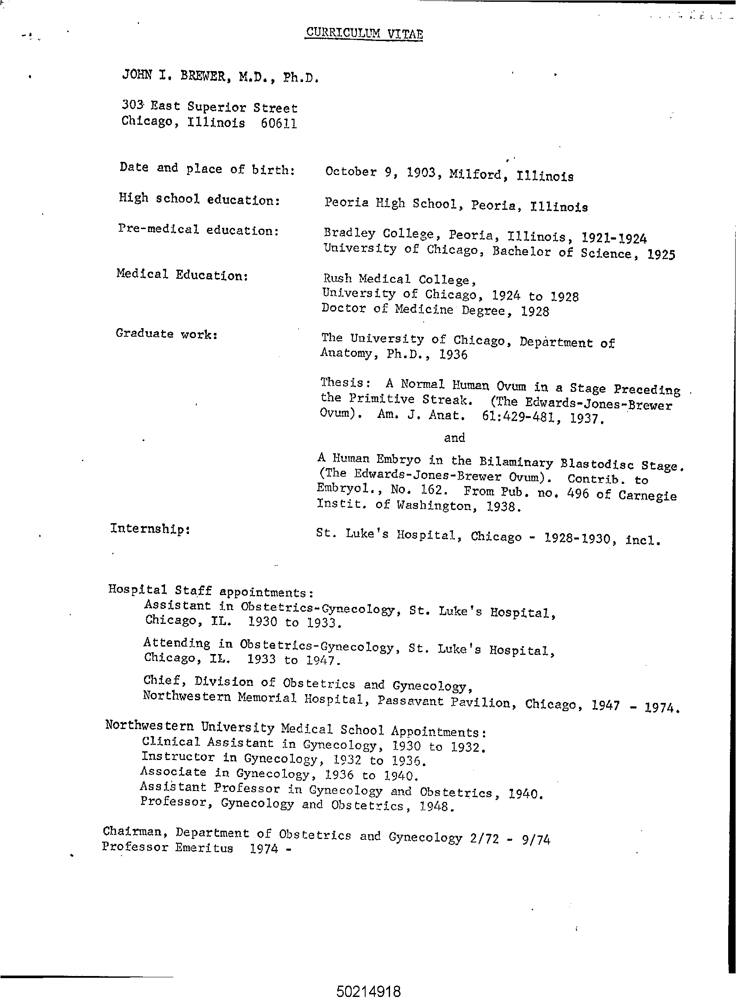 CURRICULUM VITAE
JOHN I. BREWER, M.D., Ph.D.
303 East Superior Street
Chicago, Illinois 60611
Date and place of birth: October 9, 1903, Milford, Illinois
High school education: Peoria High School, Peoria, Illinois
Pre-medical education: Bradley College, Peoria, Illinois, 1921-1924
University of Chicago, Bachelor of Science, 1925
Medical Education: Rush Medical College,
University of Chicago, 1924 to 1928
Doctor of Medicine Degree, 1928
Graduate work: The University of Chicago, Department of
Anatomy, Ph.D., 1936
Thesis: A Normal Human Ovum in a Stage Preceding
the Primitive Streak. (The Edwards-Jones-Brewer
Ovum). Am. J. Anat. 61:429-481, 1937.
and
A Human Embryo in the Bilaminary Blastodisc Stage.
(The Edwards-Jones-Brewer Ovum). Contrib. to
Embryol., No. 162. From Pub. no. 496 of Carnegie
Instit. of Washington, 1938.
Internship: St. Luke's Hospital, Chicago - 1928-1930, incl.
Hospital Staff appointments:
Assistant in Obstetrics-Gynecology, St. Luke's Hospital,
Chicago, IL. 1930 to 1933.
Attending in Obstetrics-Gynecology, St. Luke's Hospital,
Chicago, IL. 1933 to 1947.
Chief, Division of Obstetrics and Gynecology,
Northwestern Memorial Hospital, Passavant Pavilion, Chicago, 1947 - 1974.
Northwestern University Medical School Appointments:
Clinical Assistant in Gynecology, 1930 to 1932.
Instructor in Gynecology, 1932 to 1936.
Associate in Gynecology, 1936 to 1940.
Assistant Professor in Gynecology and Obstetrics, 1940.
Professor, Gynecology and Obstetrics, 1948.
Chairman, Department of Obstetrics and Gynecology 2/72 - 9/74
Professor Emeritus 1974 -
50214918